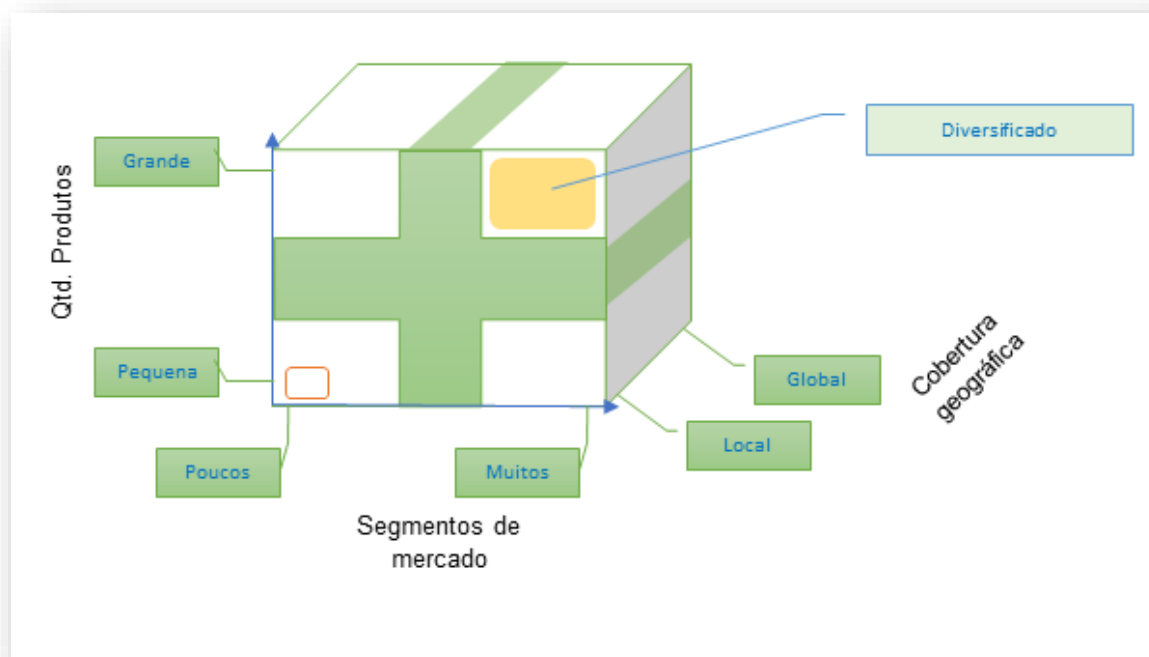 Diversificado
Grande
Qtd. Produtos
Pequena
Global
Cobertura
geográfica
Local
Poucos
Muitos
Segmentos de
mercado